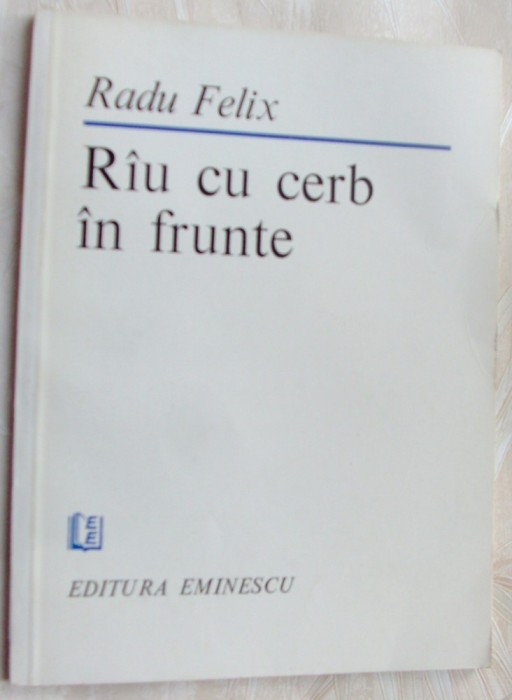 Radu Felix
Rîu cu cerb
în frunte
EDITURA EMINESCU